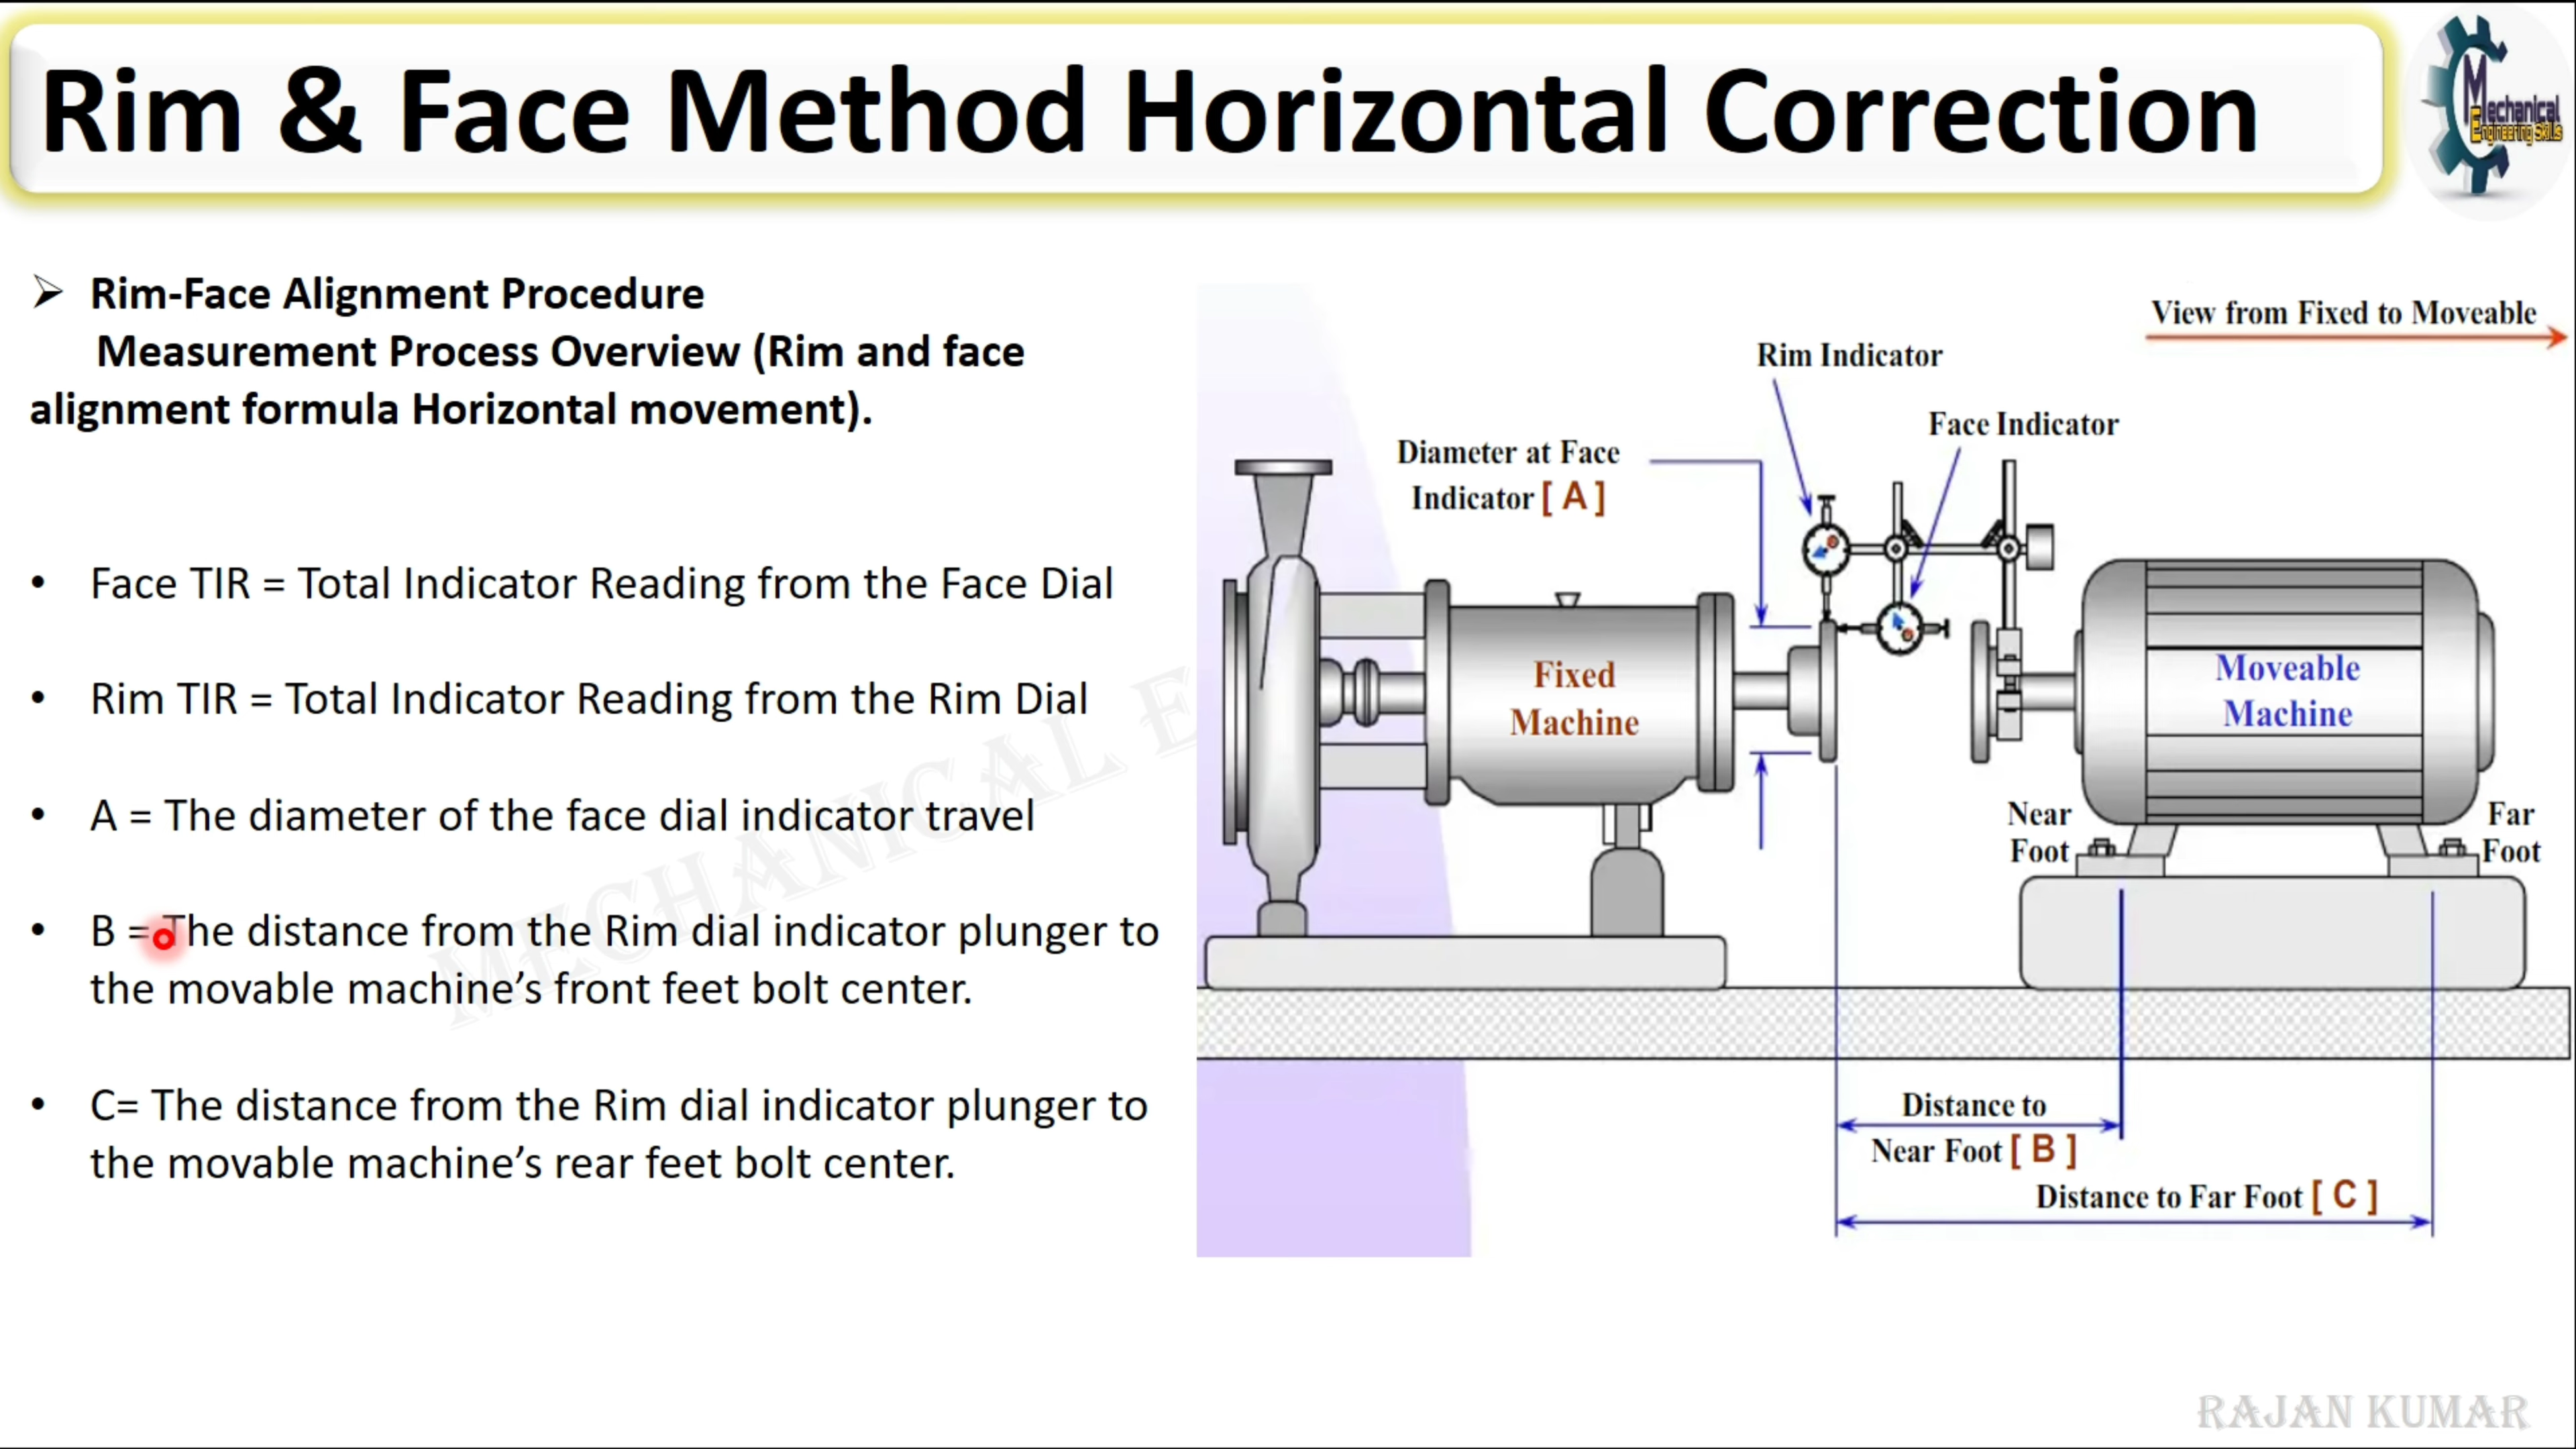 Rim & Face Method Horizontal Correction
Mechanical
Engineering Skills
➢ Rim-Face Alignment Procedure
Measurement Process Overview (Rim and face
alignment formula Horizontal movement).
• Face TIR = Total Indicator Reading from the Face Dial
• Rim TIR = Total Indicator Reading from the Rim Dial
• A = The diameter of the face dial indicator travel
• B = The distance from the Rim dial indicator plunger to
the movable machine’s front feet bolt center.
• C= The distance from the Rim dial indicator plunger to
the movable machine’s rear feet bolt center.
MECHANICAL E
View from Fixed to Moveable
Rim Indicator
Face Indicator
Diameter at Face
Indicator [ A ]
Fixed
Machine
Moveable
Machine
Near
Foot
Far
Foot
Distance to
Near Foot [ B ]
Distance to Far Foot [ C ]
RAJAN KUMAR